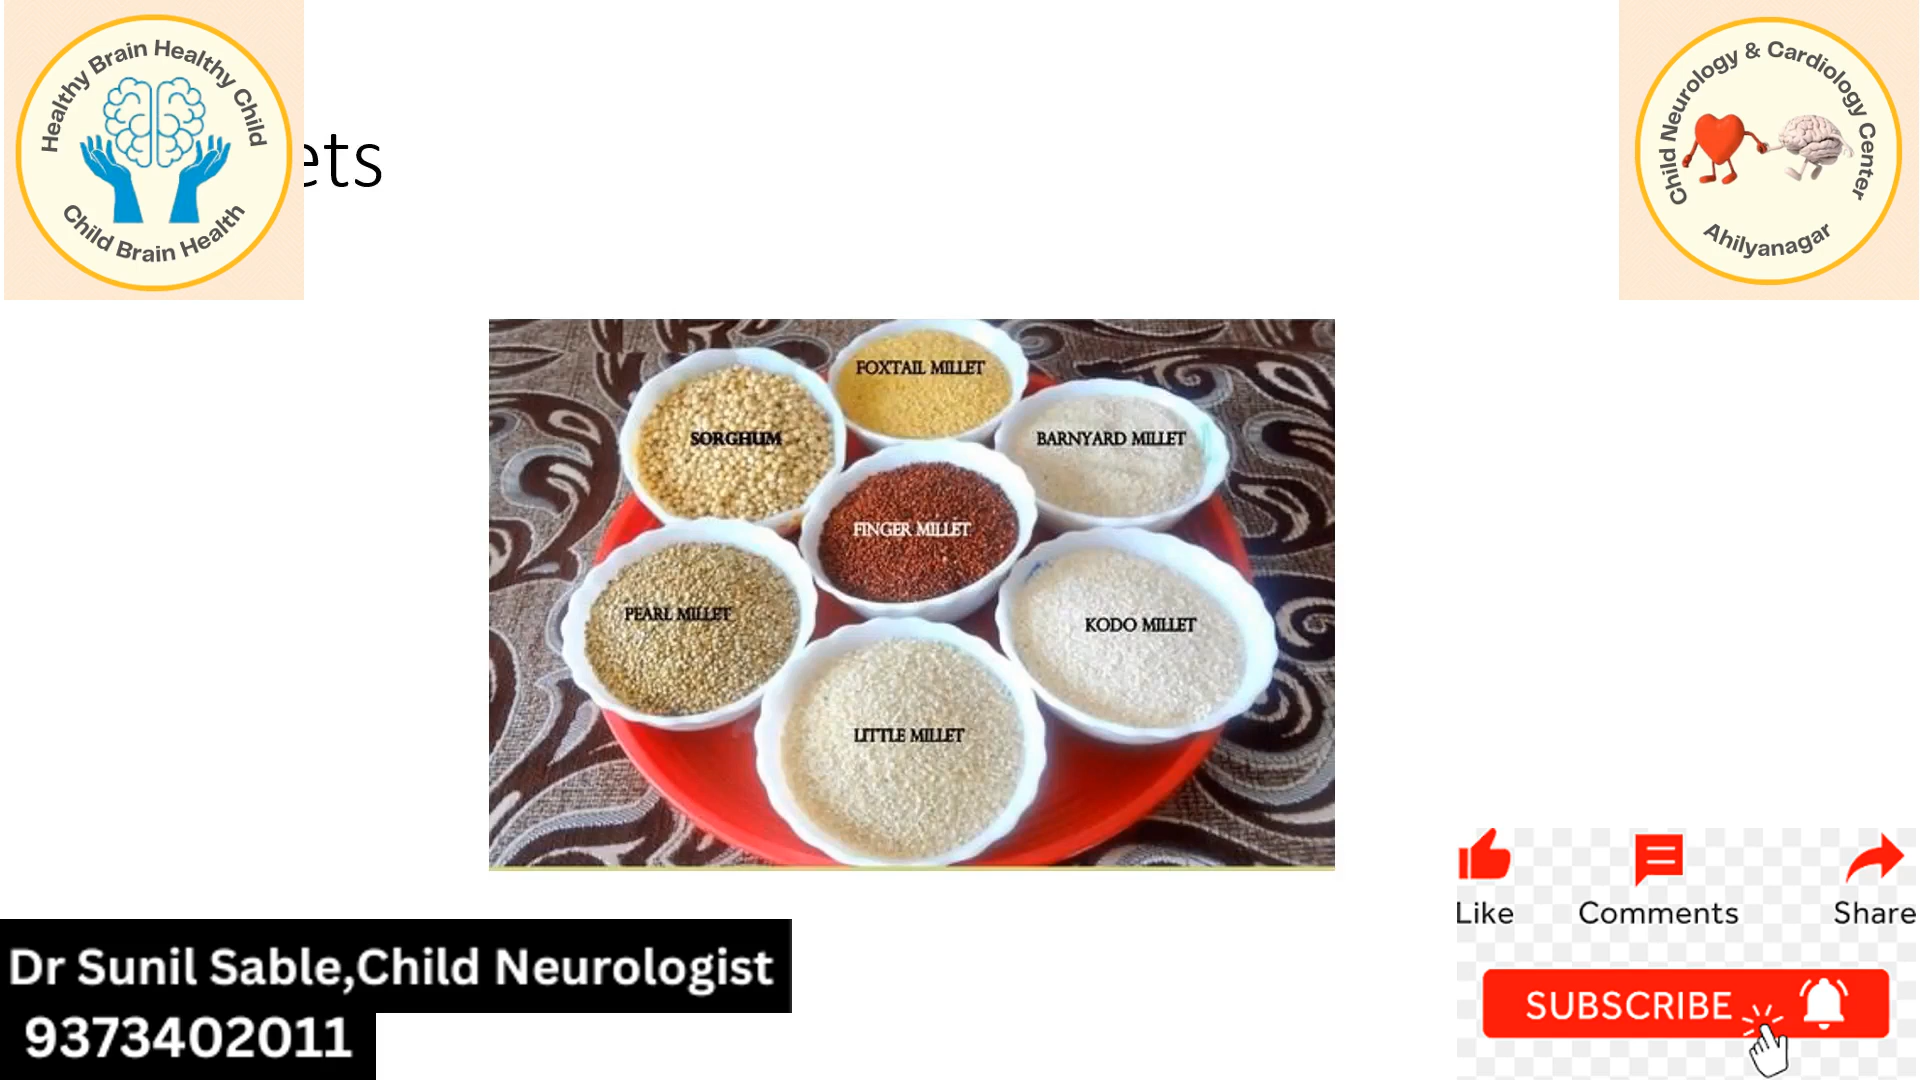 Healthy Brain Healthy Child
Child Brain Health
ets
Child Neurology & Cardiology Center
Ahilyanagar
FOXTAIL MILLET
SORGHUM
BARNYARD MILLET
FINGER MILLET
PEARL MILLET
KODO MILLET
LITTLE MILLET
Like
Comments
Share
SUBSCRIBE
Dr Sunil Sable,Child Neurologist
9373402011